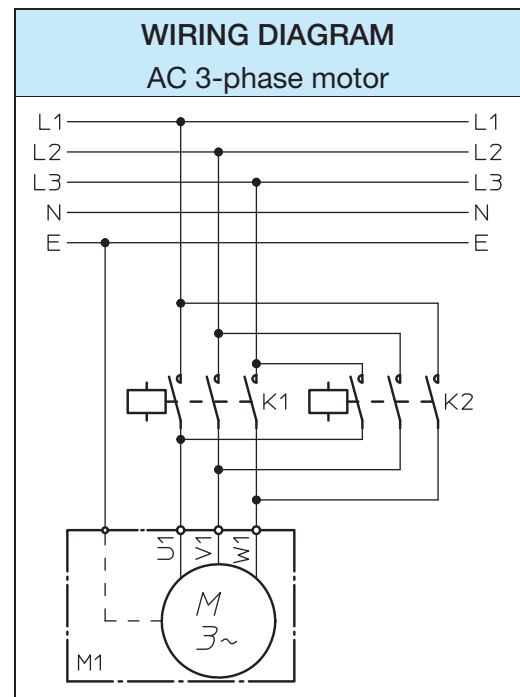 WIRING DIAGRAM
AC 3-phase motor
L1 L1
L2 L2
L3 L3
N N
E E
K1 K2
U1 V1 W1
M
3~
M1